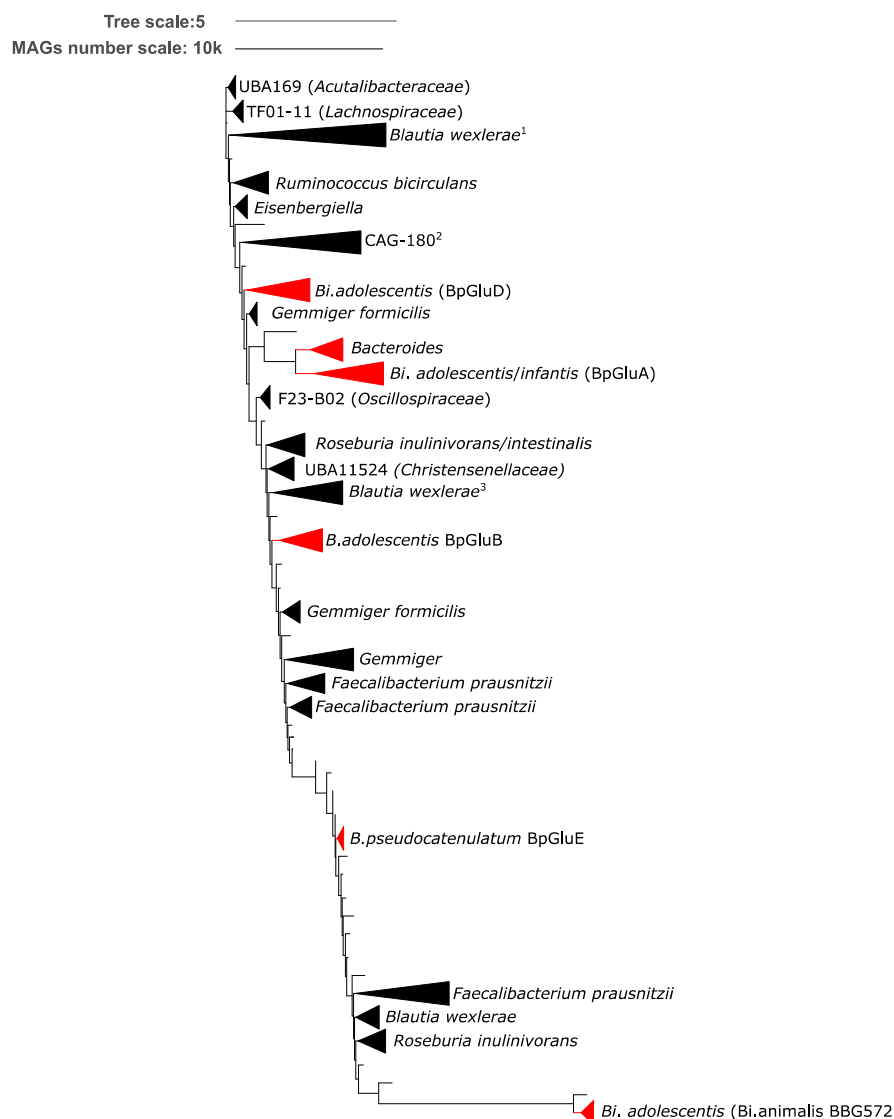 Tree scale:5
MAGs number scale: 10k
UBA169 (Acutalibacteraceae)
TF01-11 (Lachnospiraceae)
Blautia wexlerae1
Ruminococcus bicirculans
Eisenbergiella
CAG-1802
Bi.adolescentis (BpGluD)
Gemmiger formicilis
Bacteroides
Bi. adolescentis/infantis (BpGluA)
F23-B02 (Oscillospiraceae)
Roseburia inulinivorans/intestinalis
UBA11524 (Christensenellaceae)
Blautia wexlerae3
B.adolescentis BpGluB
Gemmiger formicilis
Gemmiger
Faecalibacterium prausnitzii
Faecalibacterium prausnitzii
B.pseudocatenulatum BpGluE
Faecalibacterium prausnitzii
Blautia wexlerae
Roseburia inulinivorans
Bi. adolescentis (Bi.animalis BBG572